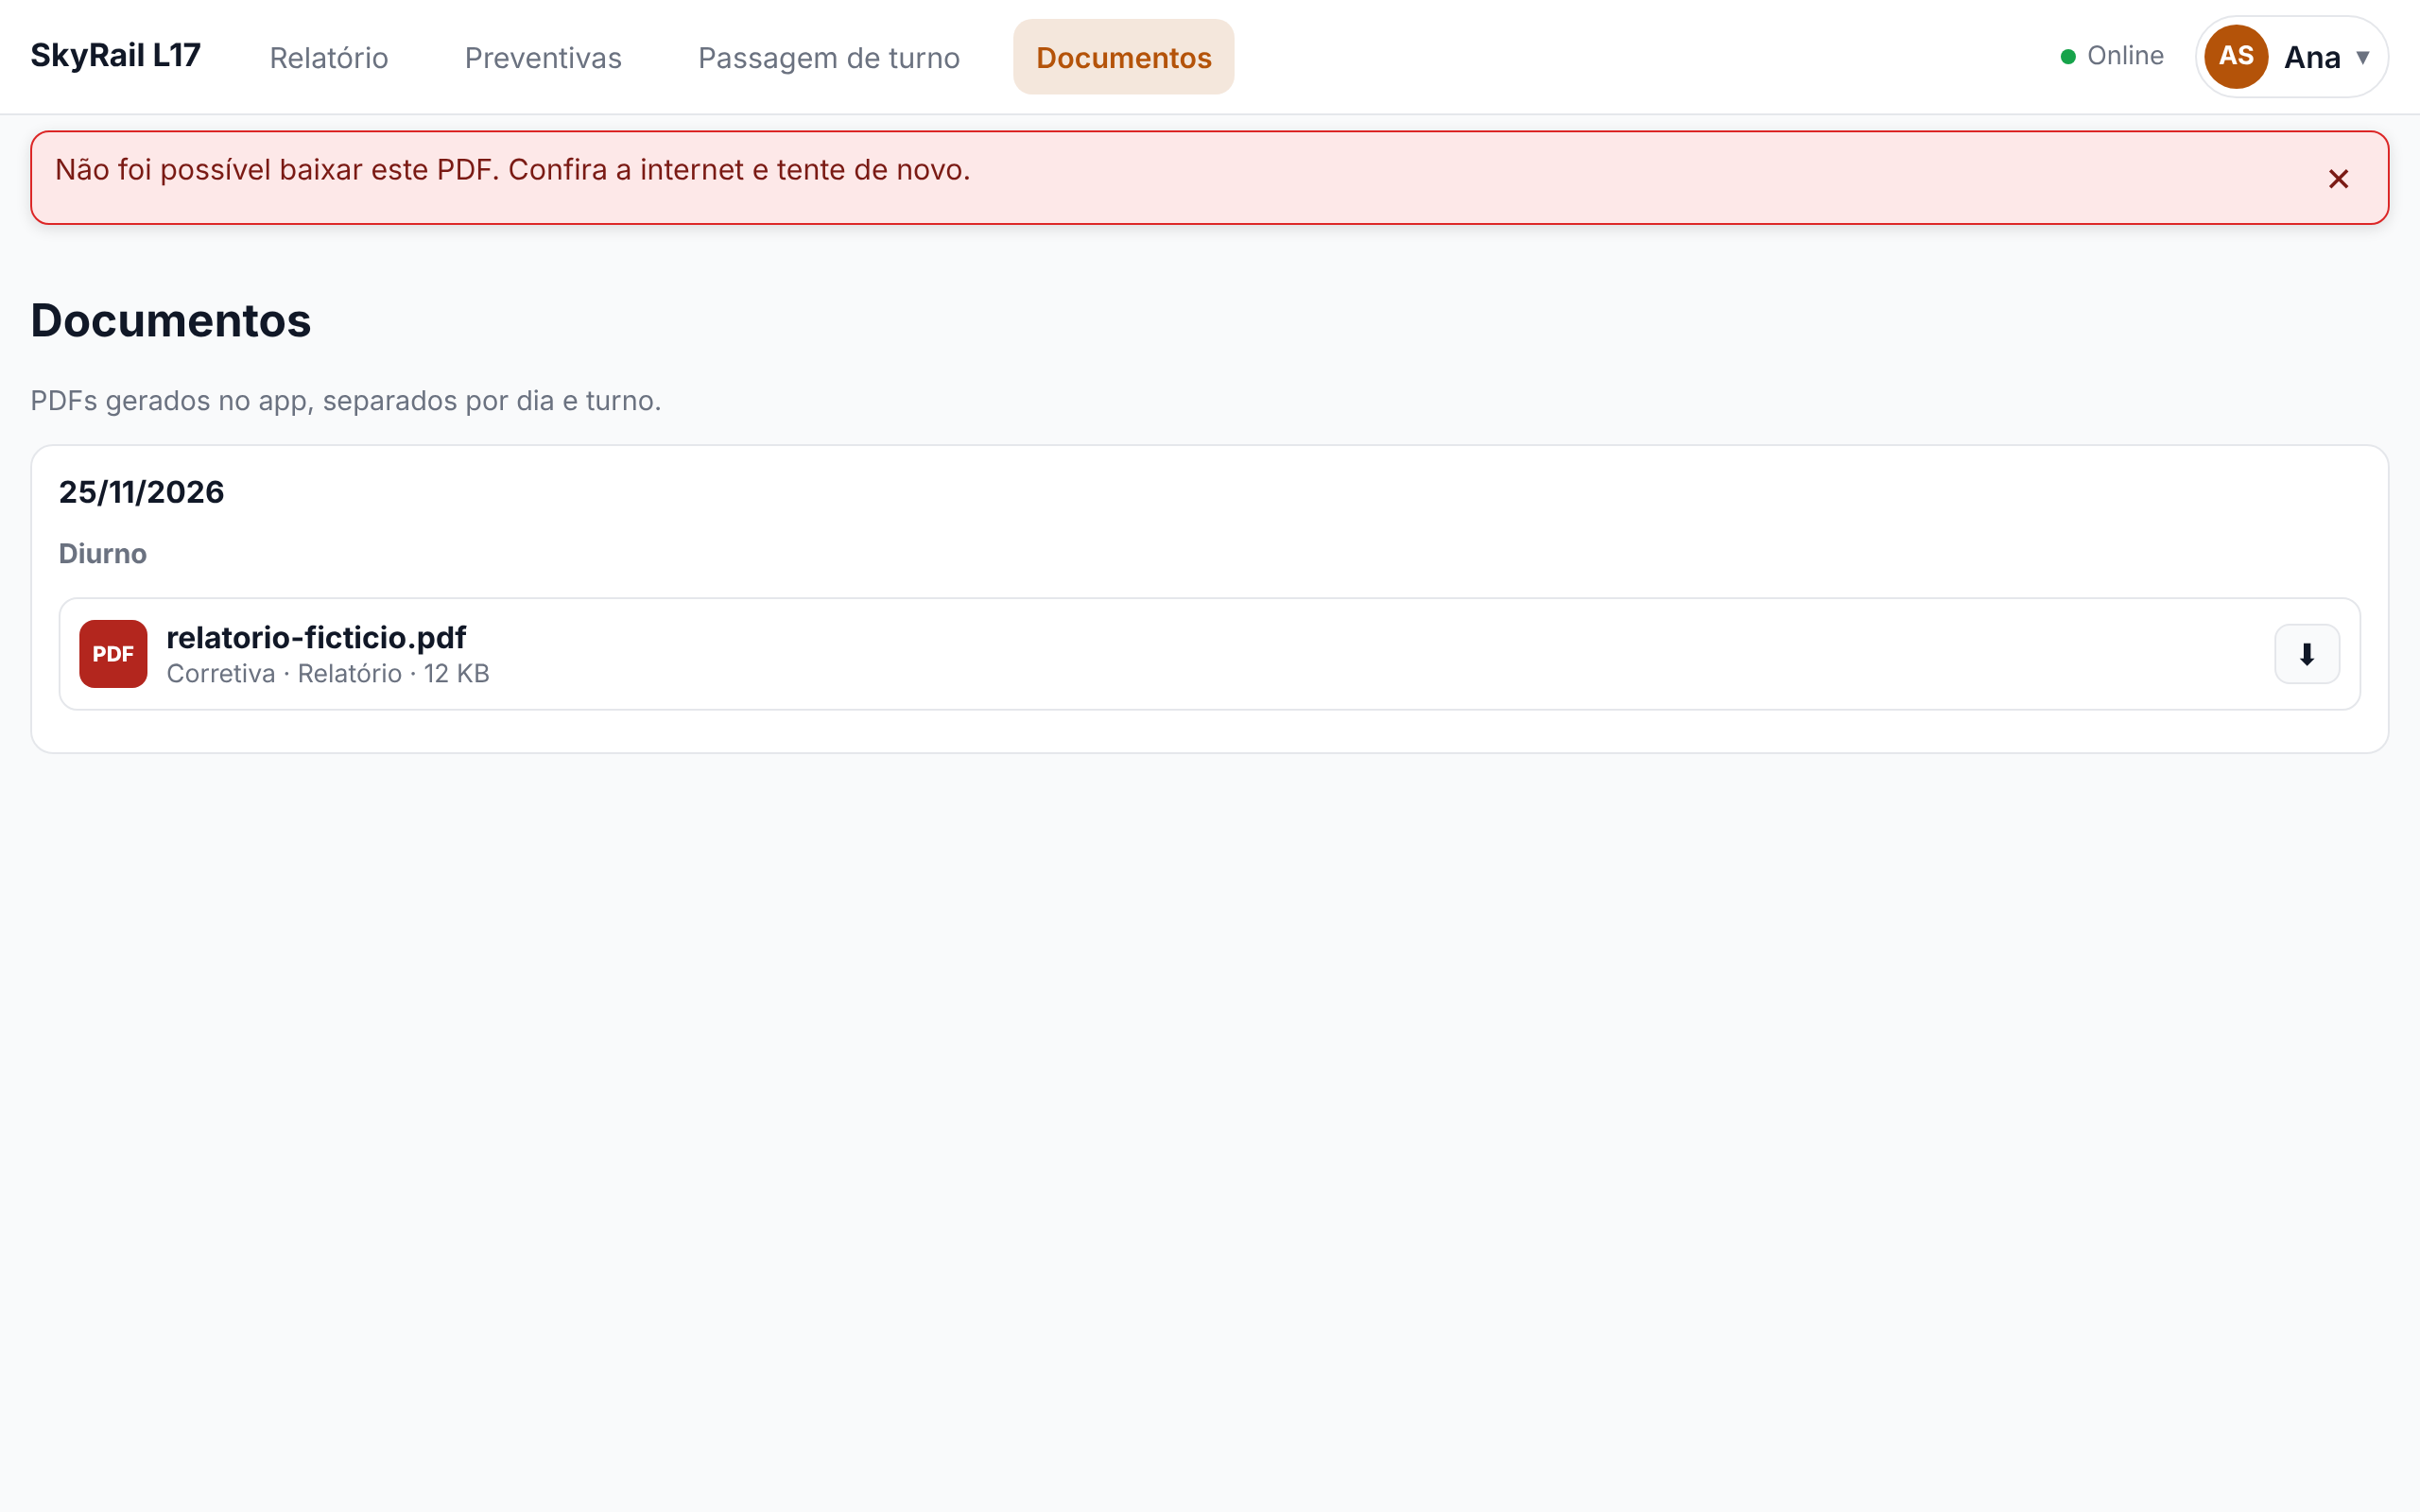 SkyRail L17 Relatório Preventivas Passagem de turno Documentos Online AS Ana ▾
Não foi possível baixar este PDF. Confira a internet e tente de novo. ✕
Documentos
PDFs gerados no app, separados por dia e turno.
25/11/2026
Diurno
PDF relatorio-ficticio.pdf
Corretiva · Relatório · 12 KB